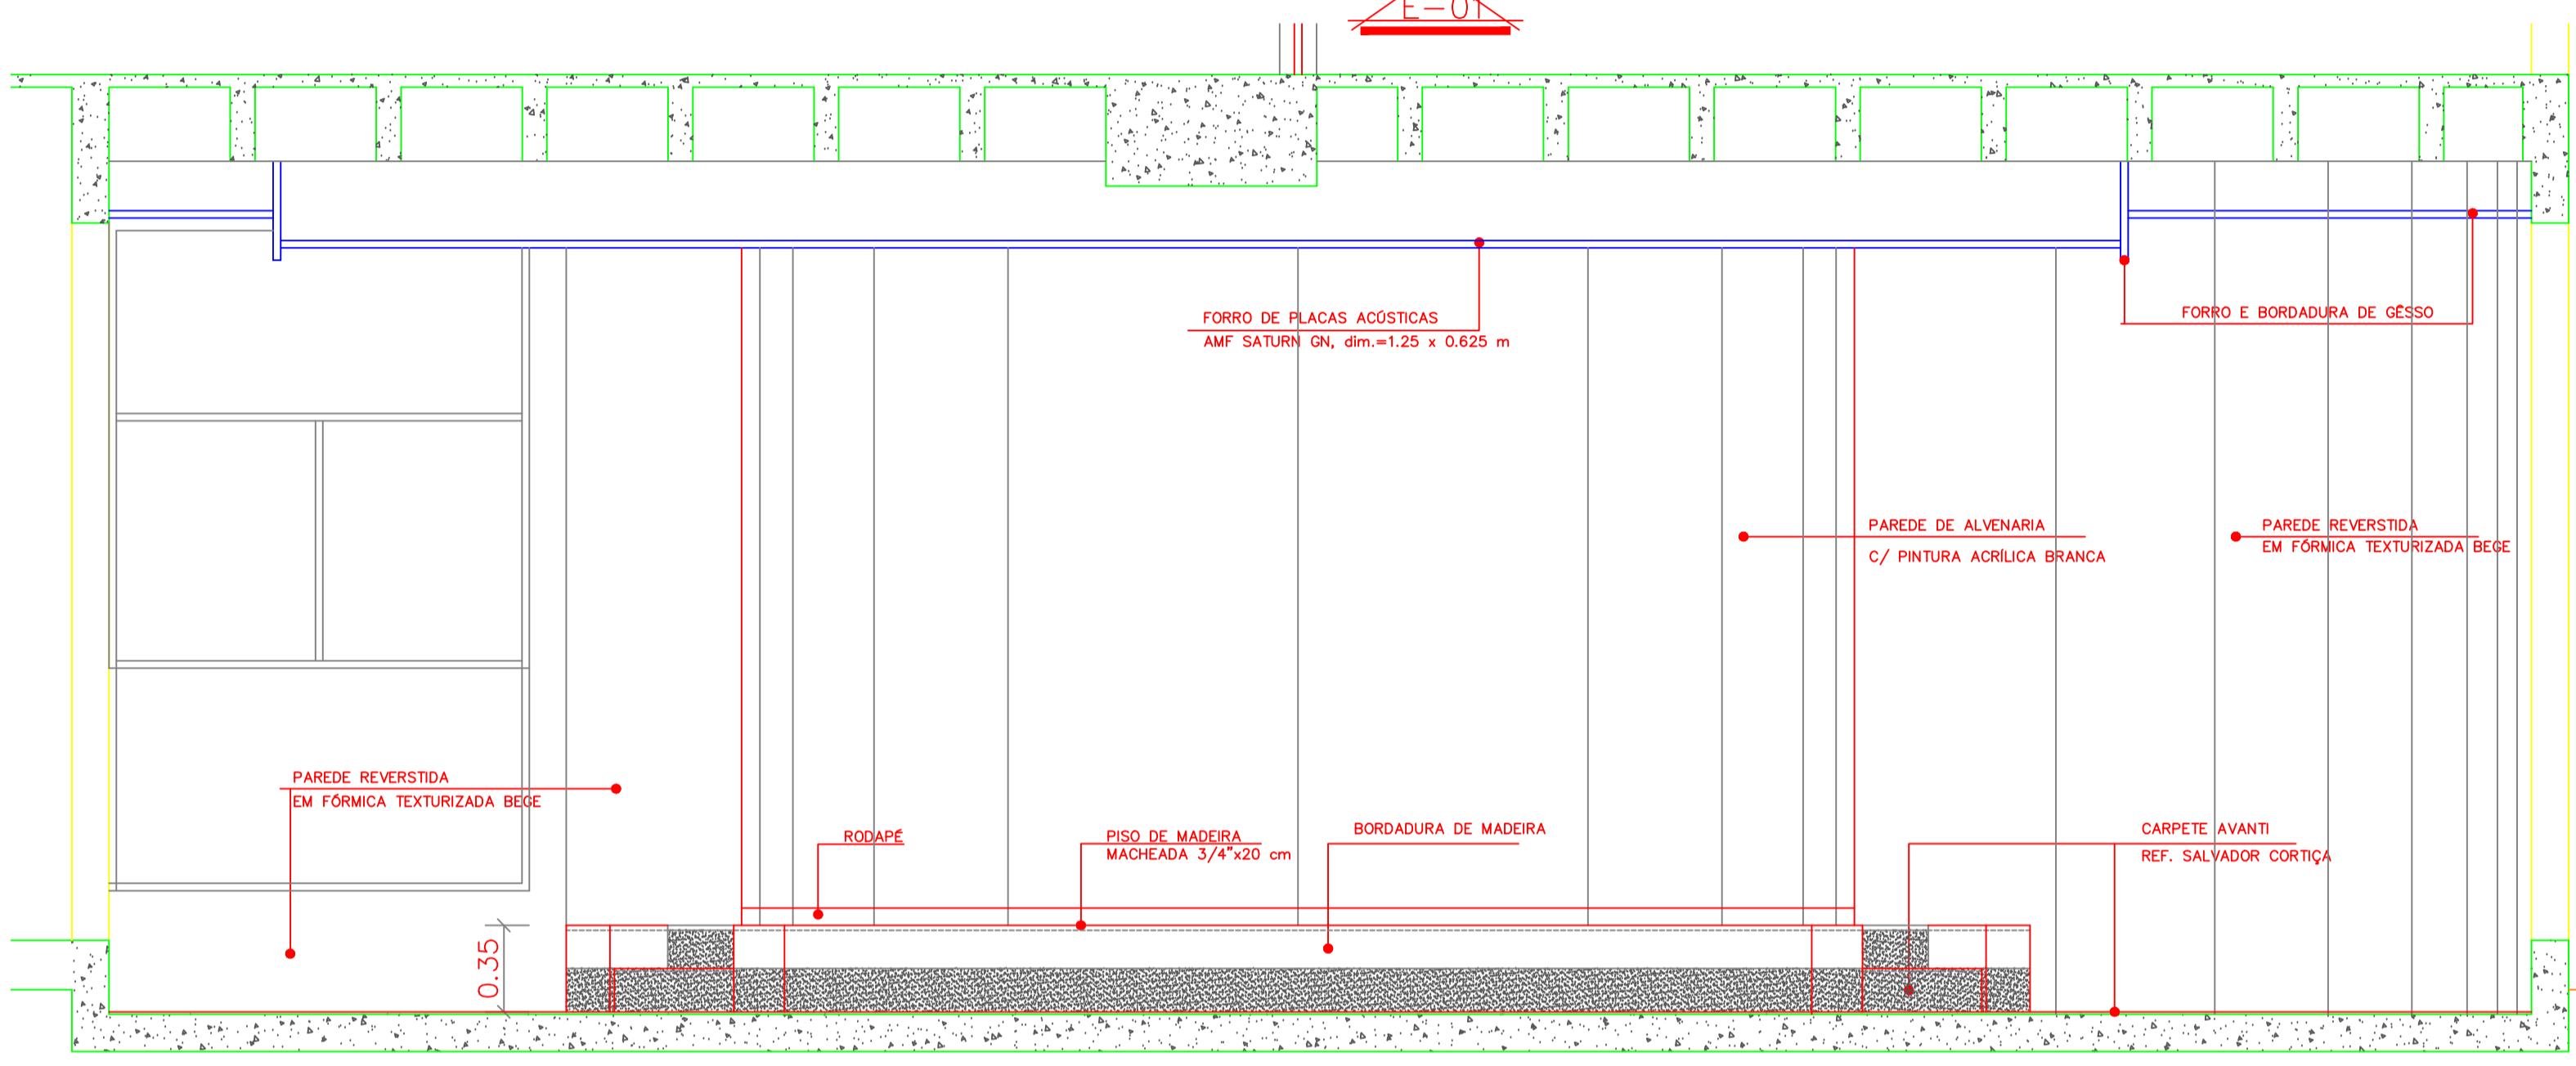 E-01
FORRO DE PLACAS ACÚSTICAS
AMF SATURN GN, dim.=1.25 x 0.625 m
FORRO E BORDADURA DE GÊSSO
PAREDE DE ALVENARIA
C/ PINTURA ACRÍLICA BRANCA
PAREDE REVERSTIDA
EM FÓRMICA TEXTURIZADA BEGE
PAREDE REVERSTIDA
EM FÓRMICA TEXTURIZADA BEGE
RODAPÉ
PISO DE MADEIRA
MACHEADA 3/4"x20 cm
BORDADURA DE MADEIRA
CARPETE AVANTI
REF. SALVADOR CORTIÇA
0.35